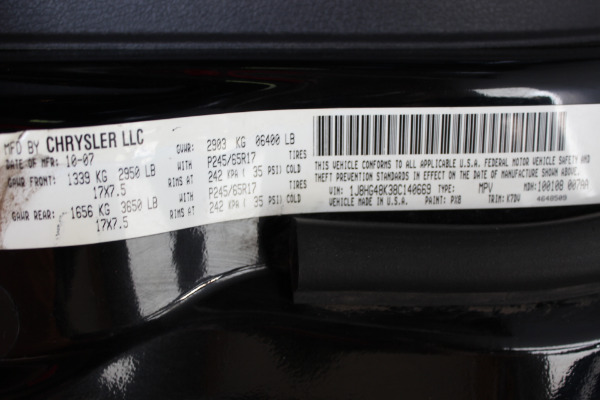 MFD BY CHRYSLER LLC GVWR: 2903 KG 06400 LB
DATE OF MFR: 10-07 WITH P245/65R17 TIRES
GAWR FRONT: 1339 KG 2950 LB RIMS AT 242 KPA ( 35 PSI COLD
17X7.5 WITH P245/65R17 TIRES
GAWR REAR: 1656 KG 3650 LB RIMS AT 242 KPA ( 35 PSI COLD
17X7.5
THIS VEHICLE CONFORMS TO ALL APPLICABLE U.S.A. FEDERAL MOTOR VEHICLE SAFETY AND
THEFT PREVENTION STANDARDS IN EFFECT ON THE DATE OF MANUFACTURE SHOWN ABOVE.
VIN: 1J8HG48K38C140669 TYPE: MPV MDH: 100108 007AA
VEHICLE MADE IN U.S.A. PAINT: PX8 TRIM: K7DV
4648509